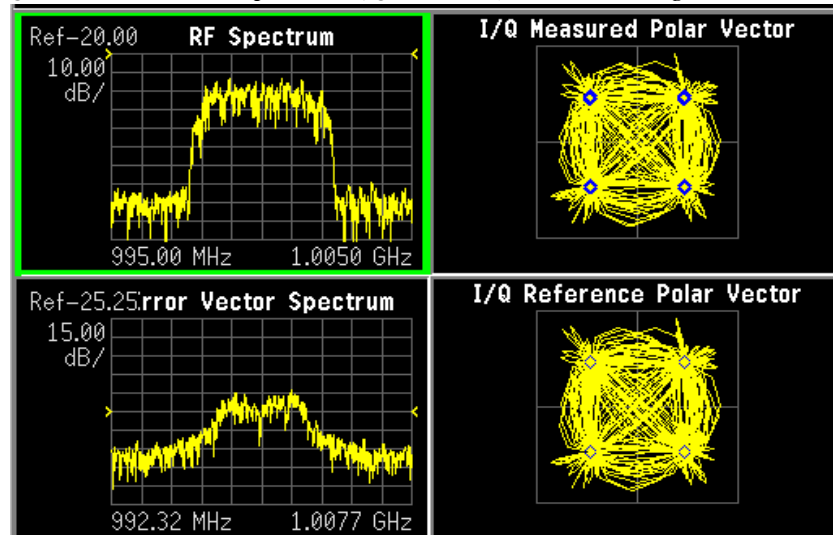 Ref-20.00 RF Spectrum
10.00
dB/
995.00 MHz 1.0050 GHz
I/Q Measured Polar Vector
Ref-25.25 rror Vector Spectrum
15.00
dB/
992.32 MHz 1.0077 GHz
I/Q Reference Polar Vector